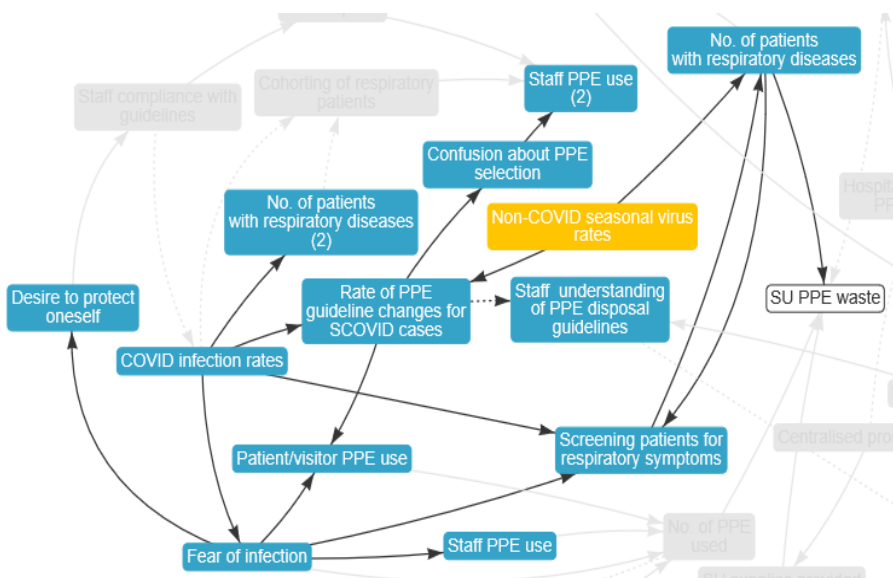 No. of patients
with respiratory diseases
Staff PPE use
(2)
Cohorting of respiratory
patients
Staff compliance with
guidelines
Confusion about PPE
selection
No. of patients
with respiratory diseases
(2)
Non-COVID seasonal virus
rates
Desire to protect
oneself
Rate of PPE
guideline changes for
SCOVID cases
Staff understanding
of PPE disposal
guidelines
SU PPE waste
COVID infection rates
Patient/visitor PPE use
Screening patients for
respiratory symptoms
Centralised
Fear of infection
Staff PPE use
No. of PPE
used